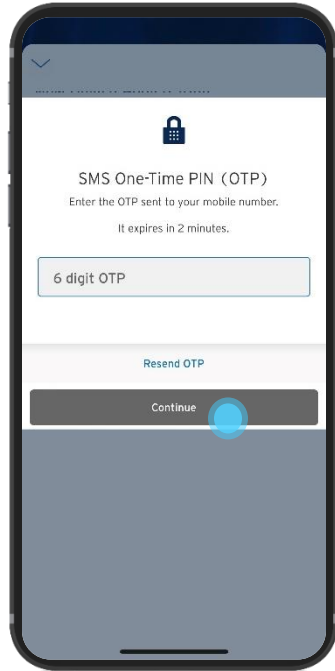 SMS One-Time PIN (OTP)
Enter the OTP sent to your mobile number.
It expires in 2 minutes.
6 digit OTP
Resend OTP
Continue